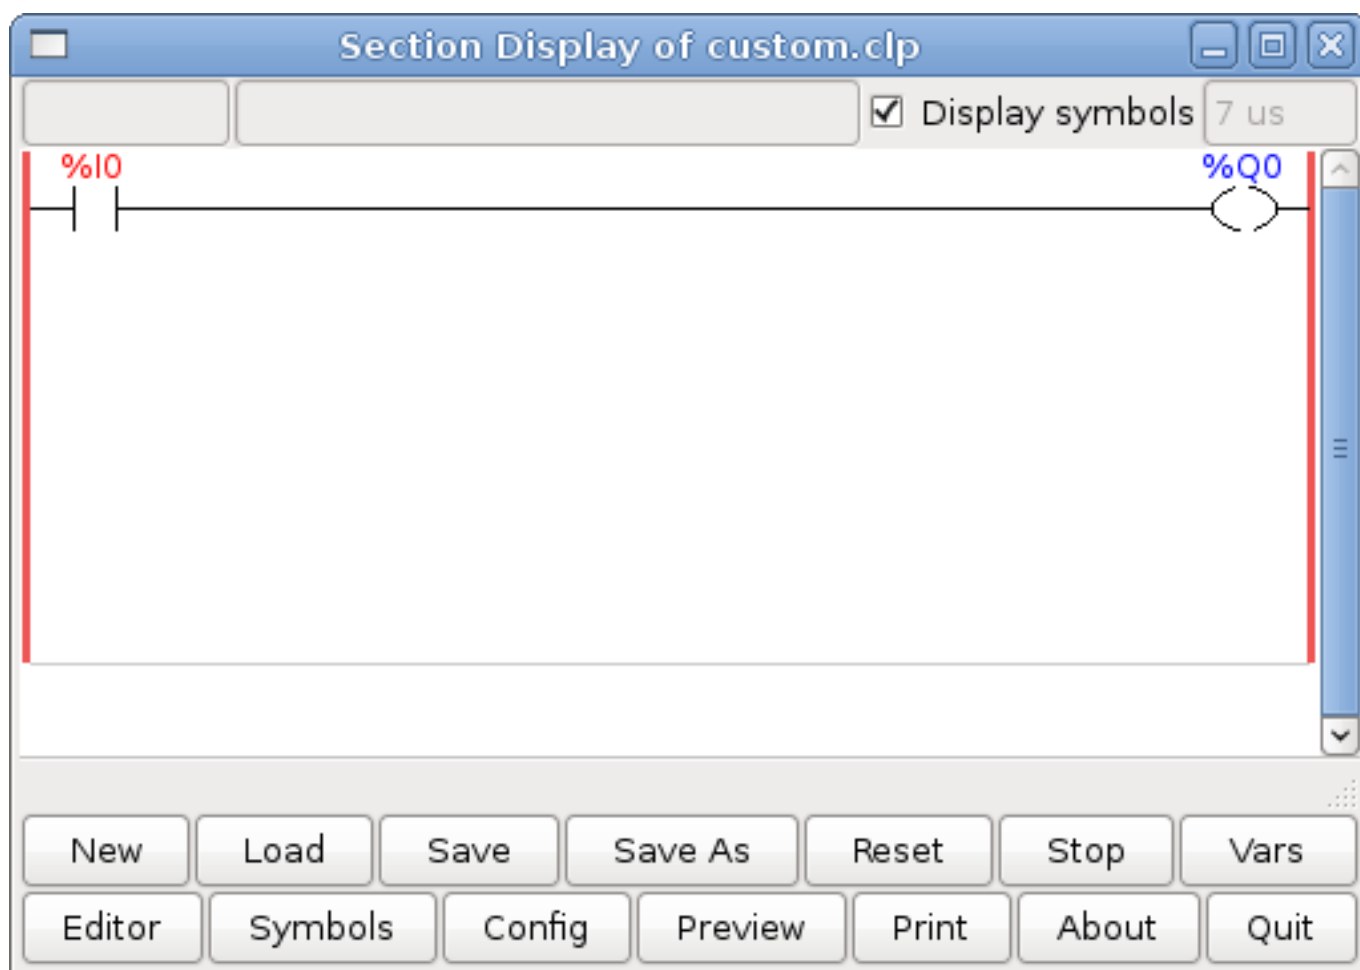 Section Display of custom.clp
Display symbols 7 us
%I0 %Q0
New Load Save Save As Reset Stop Vars
Editor Symbols Config Preview Print About Quit